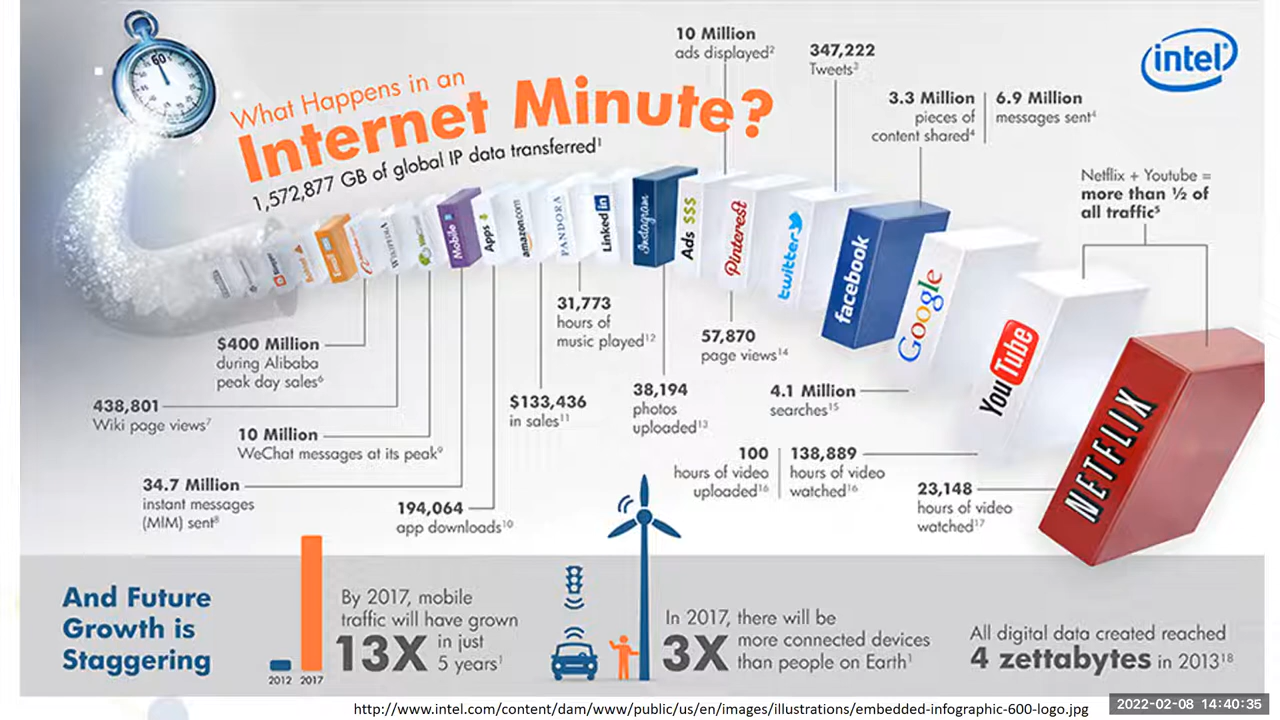 60
What Happens in an
Internet Minute?
1,572,877 GB of global IP data transferred¹
intel®
10 Million
ads displayed²
347,222
Tweets³
3.3 Million
pieces of
content shared⁴
6.9 Million
messages sent⁴
Netflix + Youtube =
more than ½ of
all traffic⁵
WIKIPEDIA
WeChat
Mobile
Apps
amazon.com
PANDORA
Linked in
Instagram
Ads $$$
Pinterest
twitter
facebook
Google
YouTube
NETFLIX
$400 Million
during Alibaba
peak day sales⁶
438,801
Wiki page views⁷
10 Million
WeChat messages at its peak⁹
34.7 Million
instant messages
(MIM) sent⁸
194,064
app downloads¹⁰
$133,436
in sales¹¹
31,773
hours of
music played¹²
38,194
photos
uploaded¹³
57,870
page views¹⁴
4.1 Million
searches¹⁵
100
hours of video
uploaded¹⁶
138,889
hours of video
watched¹⁶
23,148
hours of video
watched¹⁷
And Future
Growth is
Staggering
2012 2017
By 2017, mobile
traffic will have grown
13X in just
5 years¹
In 2017, there will be
3X more connected devices
than people on Earth¹
All digital data created reached
4 zettabytes in 2013¹⁸
http://www.intel.com/content/dam/www/public/us/en/images/illustrations/embedded-infographic-600-logo.jpg
2022-02-08 14:40:35